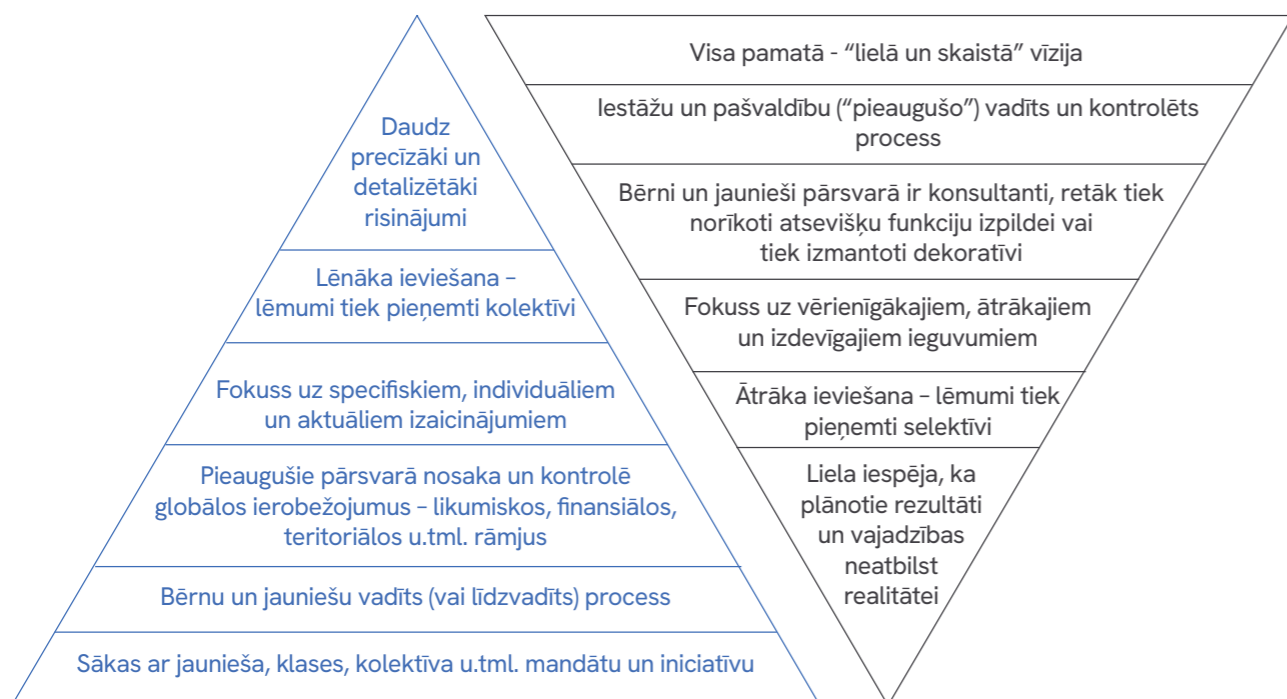 Daudz
precīzāki un
detalizētāki
risinājumi
Lēnāka ieviešana –
lēmumi tiek pieņemti kolektīvi
Fokuss uz specifiskiem, individuāliem
un aktuāliem izaicinājumiem
Pieaugušie pārsvarā nosaka un kontrolē
globālos ierobežojumus – likumiskos, finansiālos,
teritoriālos u.tml. rāmjus
Bērnu un jauniešu vadīts (vai līdzvadīts) process
Sākas ar jaunieša, klases, kolektīva u.tml. mandātu un iniciatīvu
Visa pamatā - “lielā un skaistā” vīzija
Iestāžu un pašvaldību (“pieaugušo”) vadīts un kontrolēts
process
Bērni un jaunieši pārsvarā ir konsultanti, retāk tiek
norīkoti atsevišķu funkciju izpildei vai
tiek izmantoti dekoratīvi
Fokuss uz vērienīgākajiem, ātrākajiem
un izdevīgajiem ieguvumiem
Ātrāka ieviešana – lēmumi tiek
pieņemti selektīvi
Liela iespēja, ka
plānotie rezultāti
un vajadzības
neatbilst
realitātei